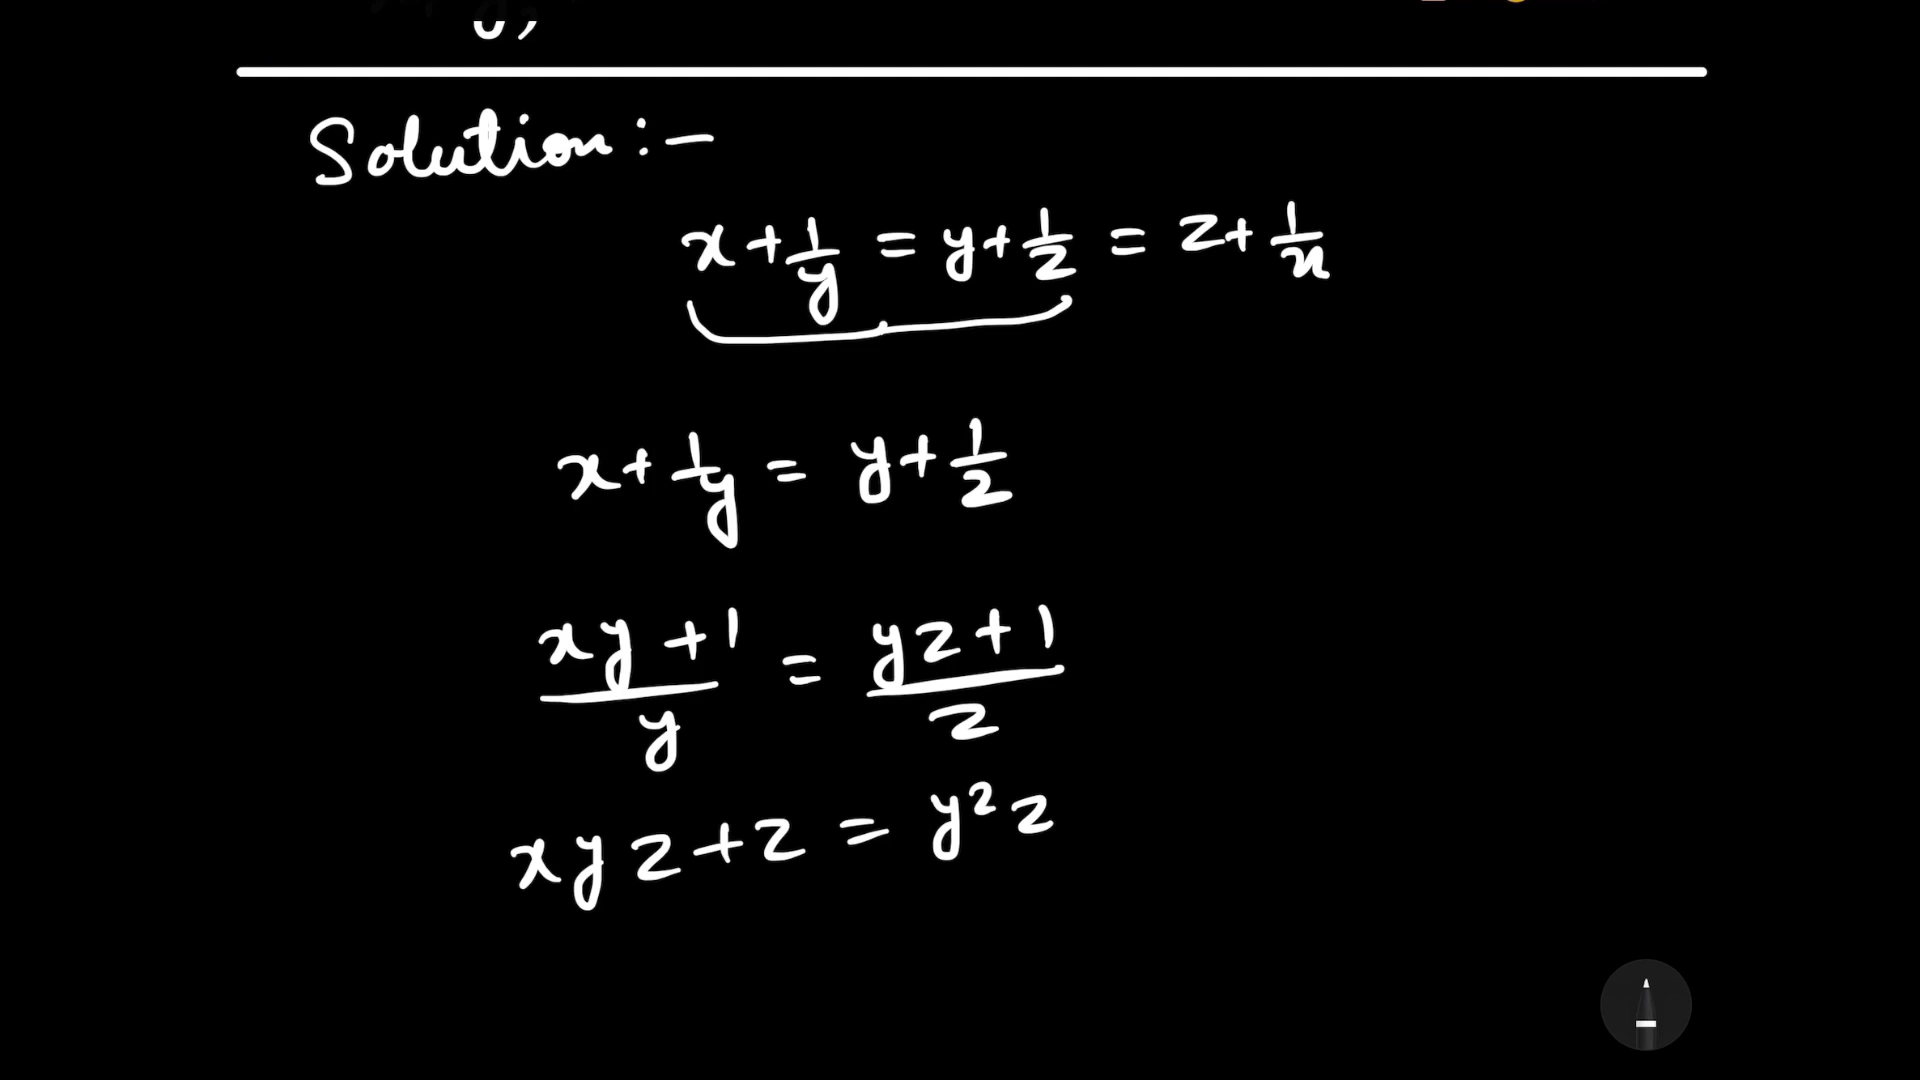 y,
Solution :-
x + 1/y = y + 1/z = z + 1/x
x + 1/y = y + 1/z
(xy + 1)/y = (yz + 1)/z
xyz + z = y²z